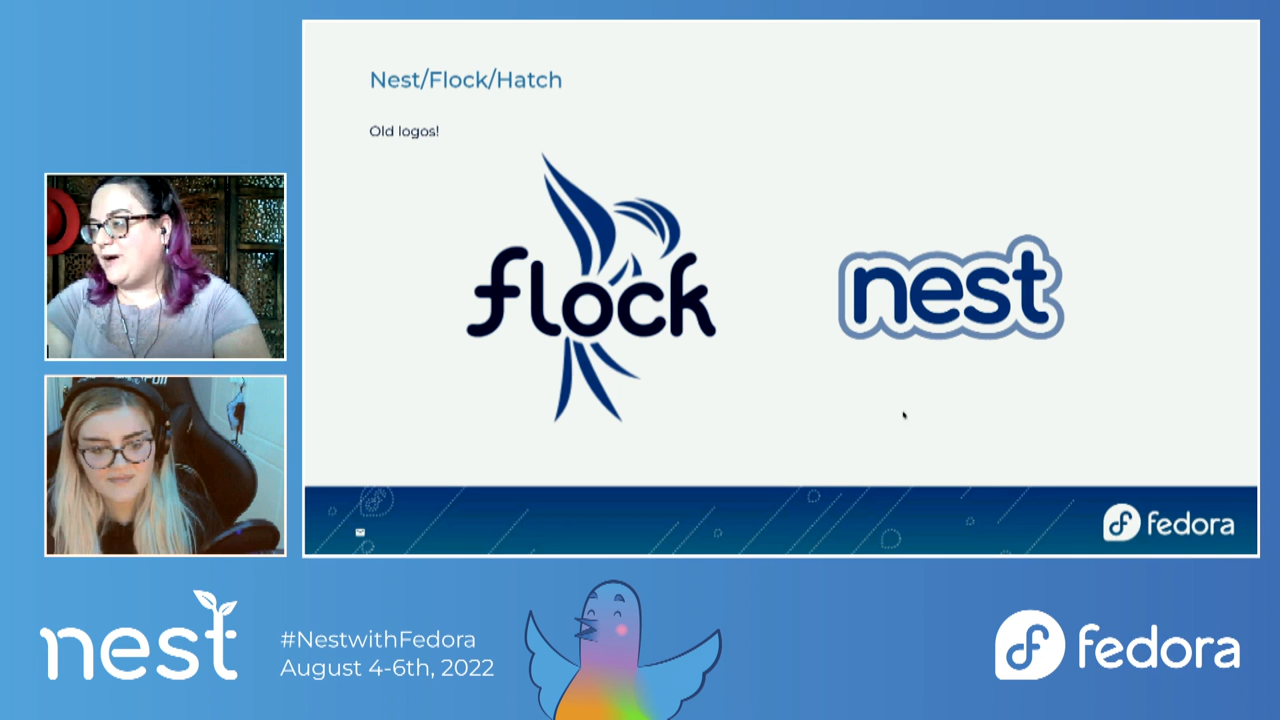 Nest/Flock/Hatch
Old logos!
flock
nest
fedora
nest
#NestwithFedora
August 4-6th, 2022
fedora